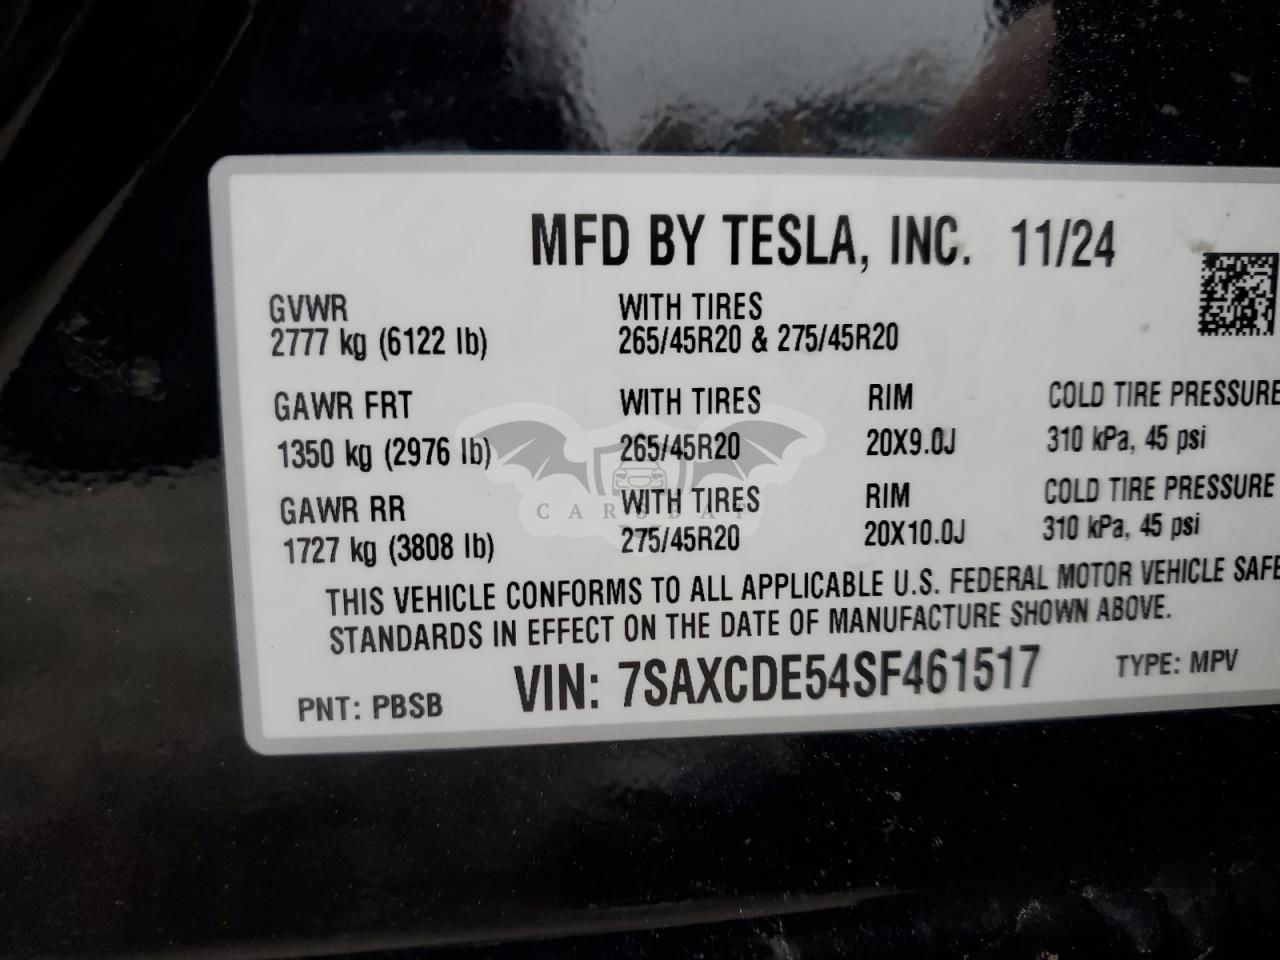 MFD BY TESLA, INC. 11/24
GVWR
2777 kg (6122 lb)
WITH TIRES
265/45R20 & 275/45R20
GAWR FRT
1350 kg (2976 lb)
WITH TIRES
265/45R20
RIM
20X9.0J
COLD TIRE PRESSURE
310 kPa, 45 psi
GAWR RR
1727 kg (3808 lb)
WITH TIRES
275/45R20
RIM
20X10.0J
COLD TIRE PRESSURE
310 kPa, 45 psi
THIS VEHICLE CONFORMS TO ALL APPLICABLE U.S. FEDERAL MOTOR VEHICLE SAFE
STANDARDS IN EFFECT ON THE DATE OF MANUFACTURE SHOWN ABOVE.
PNT: PBSB
VIN: 7SAXCDE54SF461517
TYPE: MPV